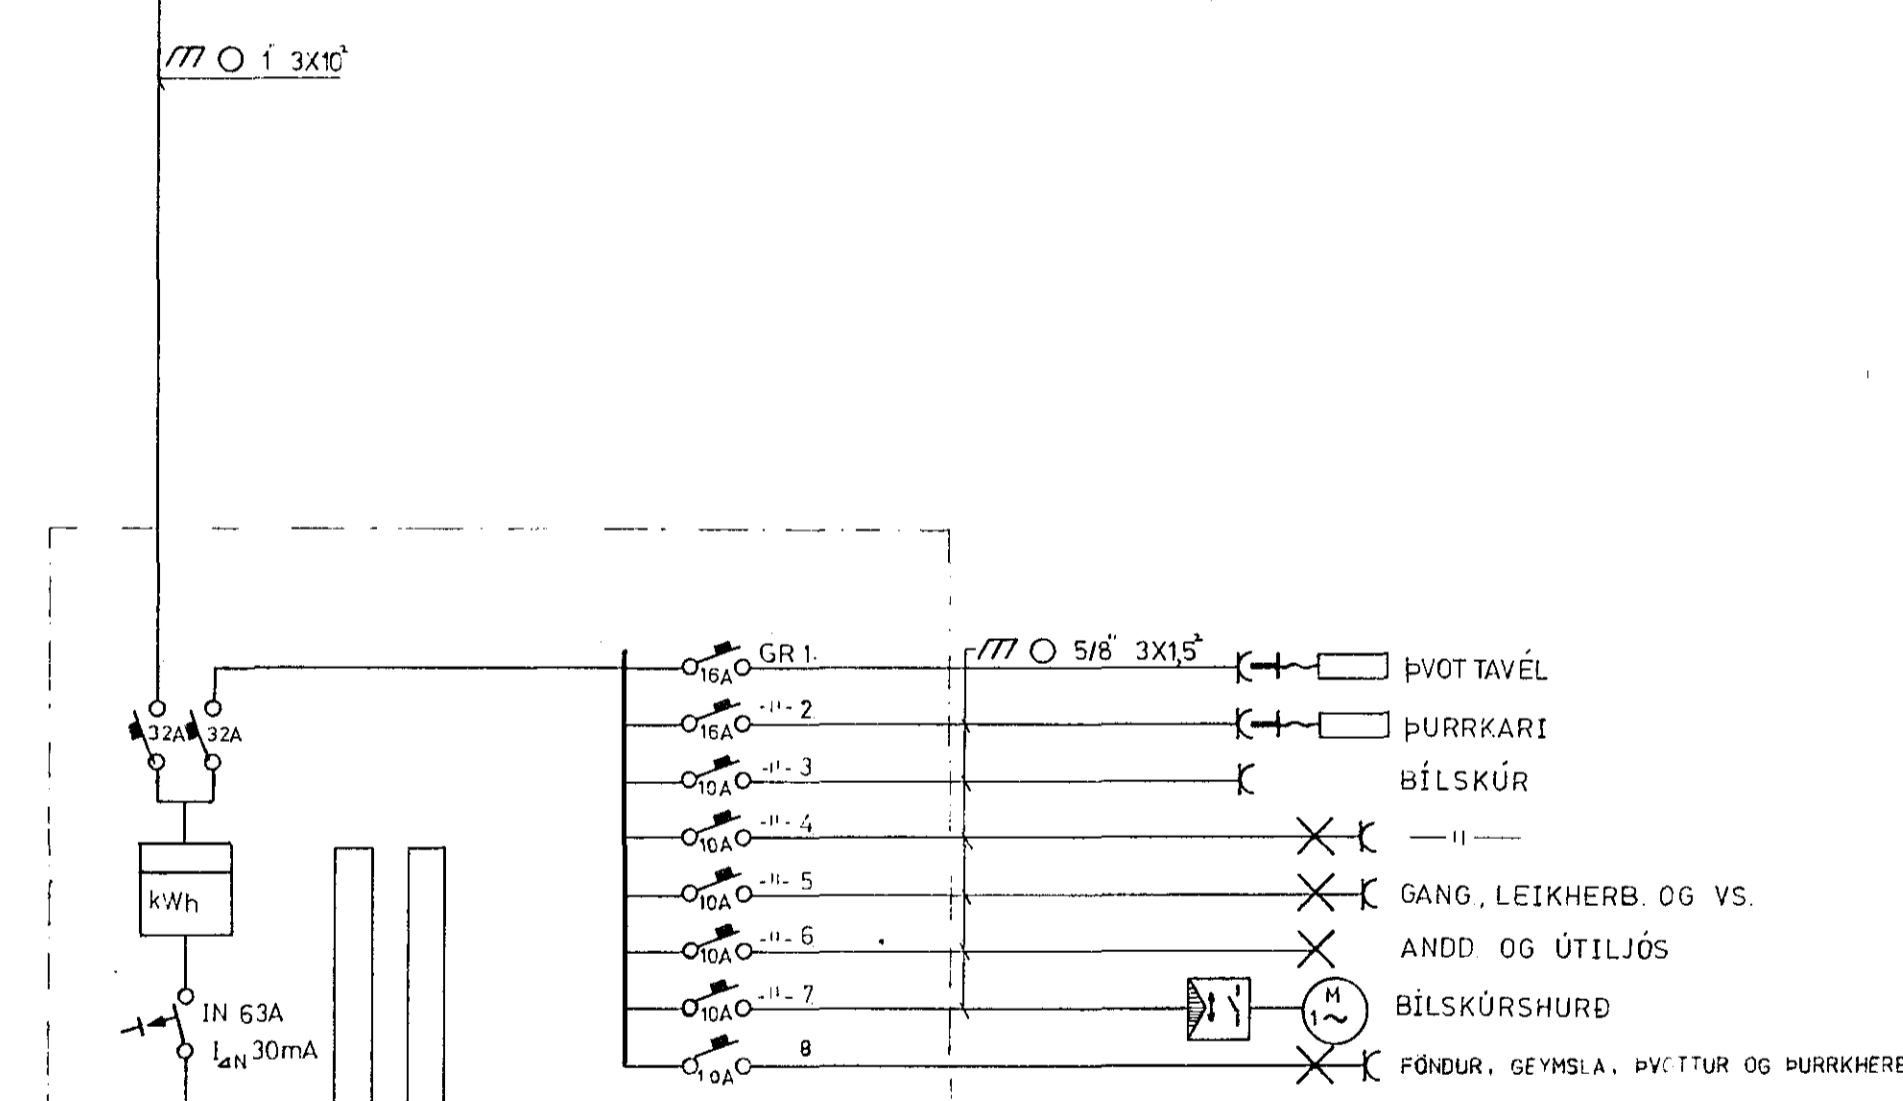 1" 3X10²
GR 1. 5/8" 3X1,5²
16A ÞVOTTAVÉL
-"- 2
16A ÞURRKARI
32A 32A
-"- 3
10A BÍLSKÚR
-"- 4
10A —"—
kWh
-"- 5
10A GANG., LEIKHERB. OG VS.
-"- 6
10A ANDD. OG ÚTILJÓS
-"- 7
10A M 1~ BÍLSKÚRSHURÐ
IN 63A
I∆N 30mA
8
10A FÖNDUR, GEYMSLA, ÞVOTTUR OG ÞURRKHERB